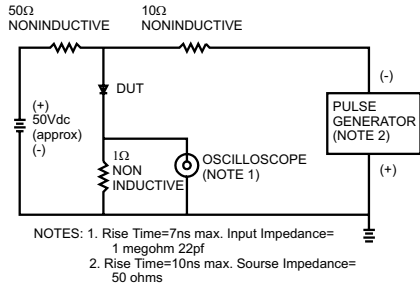 50Ω
NONINDUCTIVE
10Ω
NONINDUCTIVE
DUT
(+)
50Vdc
(approx)
(-)
1Ω
NON
INDUCTIVE
OSCILLOSCOPE
(NOTE 1)
(-)
PULSE
GENERATOR
(NOTE 2)
(+)
NOTES: 1. Rise Time=7ns max. Input Impedance=
1 megohm 22pf
2. Rise Time=10ns max. Sourse Impedance=
50 ohms